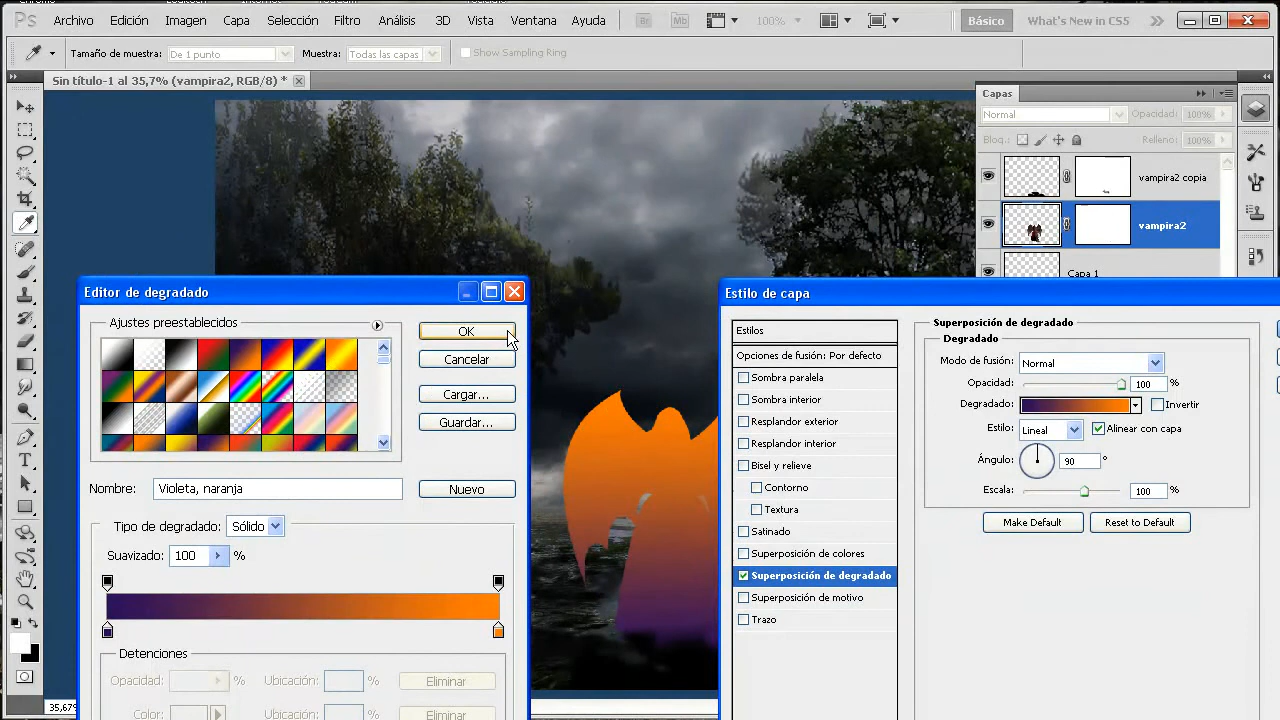 Ps Archivo Edición Imagen Capa Selección Filtro Análisis 3D Vista Ventana Ayuda Br Mb 100% Básico What's New in CS5
Tamaño de muestra: De 1 punto Muestra: Todas las capas Show Sampling Ring
Sin título-1 al 35,7% (vampira2, RGB/8) *
Capas
Normal Opacidad: 100%
Bloq.: Relleno: 100%
vampira2 copia
vampira2
Capa 1
Editor de degradado
Ajustes preestablecidos
OK
Cancelar
Cargar...
Guardar...
Nombre: Violeta, naranja Nuevo
Tipo de degradado: Sólido
Suavizado: 100 %
Detenciones
Opacidad: % Ubicación: % Eliminar
Color: Ubicación: % Eliminar
35,67%
Estilo de capa
Estilos
Opciones de fusión: Por defecto
Sombra paralela
Sombra interior
Resplandor exterior
Resplandor interior
Bisel y relieve
Contorno
Textura
Satinado
Superposición de colores
Superposición de degradado
Superposición de motivo
Trazo
Superposición de degradado
Degradado
Modo de fusión: Normal
Opacidad: 100 %
Degradado: Invertir
Estilo: Lineal Alinear con capa
Ángulo: 90 °
Escala: 100 %
Make Default Reset to Default